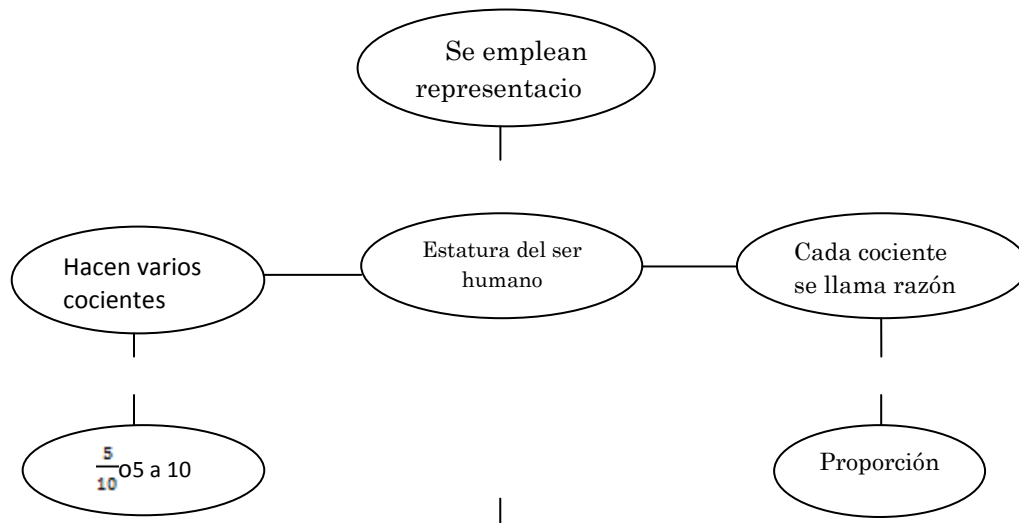 Se emplean
representacio
Hacen varios
cocientes
Estatura del ser
humano
Cada cociente
se llama razón
5/10 o5 a 10
Proporción